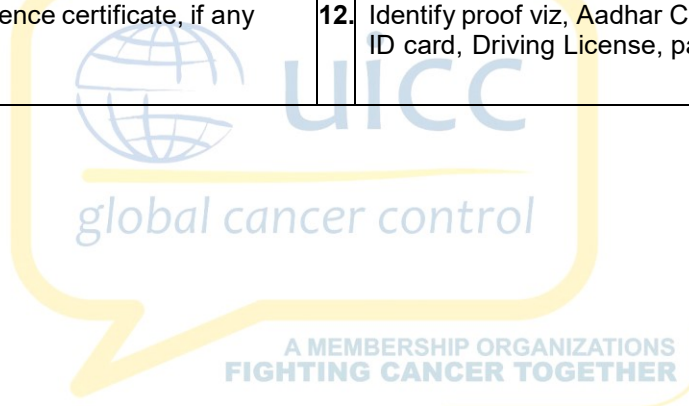 ence certificate, if any
12. Identify proof viz, Aadhar C
ID card, Driving License, pa
uicc
global cancer control
A MEMBERSHIP ORGANIZATIONS
FIGHTING CANCER TOGETHER